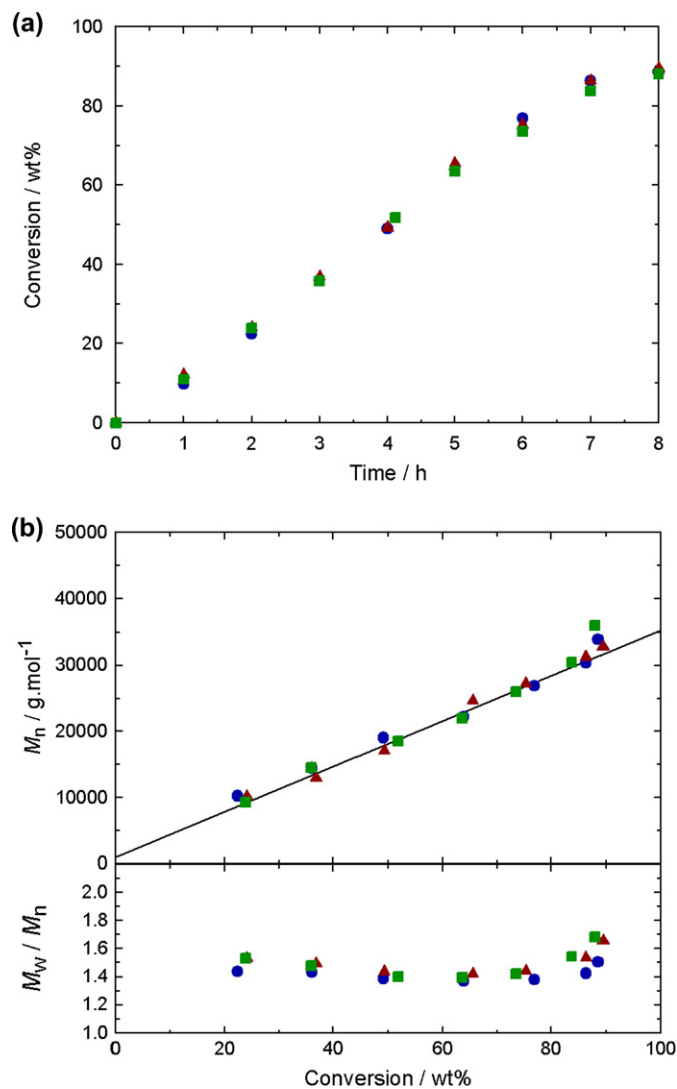 (a)
100
80
60
40
20
0
Conversion / wt%
0 1 2 3 4 5 6 7 8
Time / h
(b)
50000
40000
30000
20000
10000
0
Mn / g.mol⁻¹
2.0
1.8
1.6
1.4
1.2
1.0
Mw / Mn
0 20 40 60 80 100
Conversion / wt%